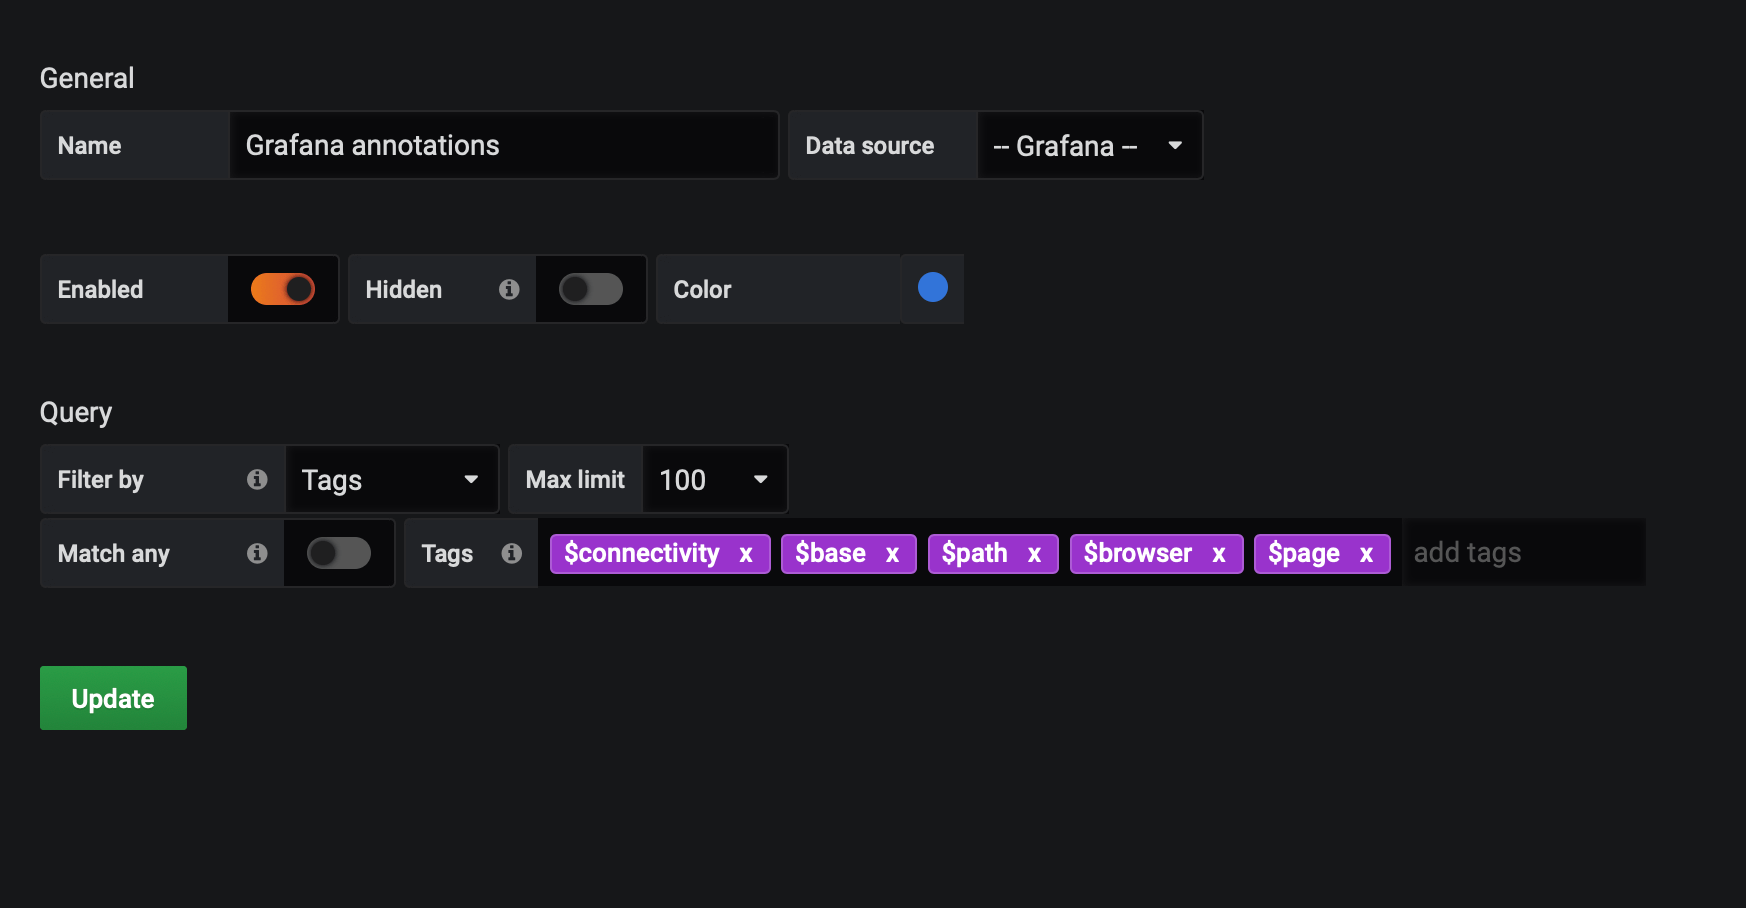 General
Name Grafana annotations Data source -- Grafana --
Enabled Hidden Color
Query
Filter by Tags Max limit 100
Match any Tags $connectivity x $base x $path x $browser x $page x add tags
Update